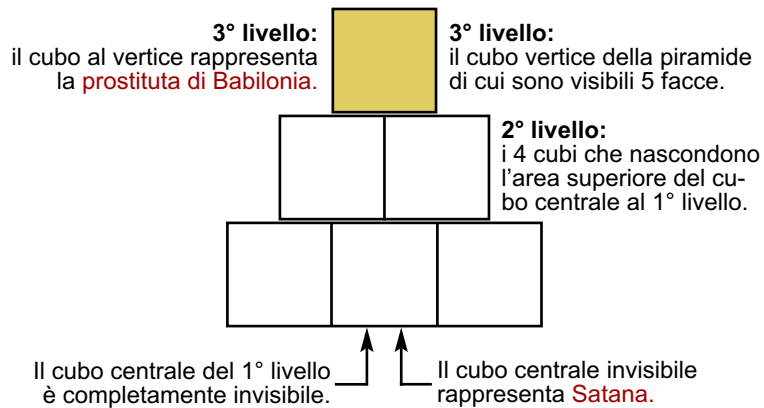 3° livello:
il cubo al vertice rappresenta
la prostituta di Babilonia.
3° livello:
il cubo vertice della piramide
di cui sono visibili 5 facce.
2° livello:
i 4 cubi che nascondono
l'area superiore del cu-
bo centrale al 1° livello.
Il cubo centrale del 1° livello
è completamente invisibile.
Il cubo centrale invisibile
rappresenta Satana.